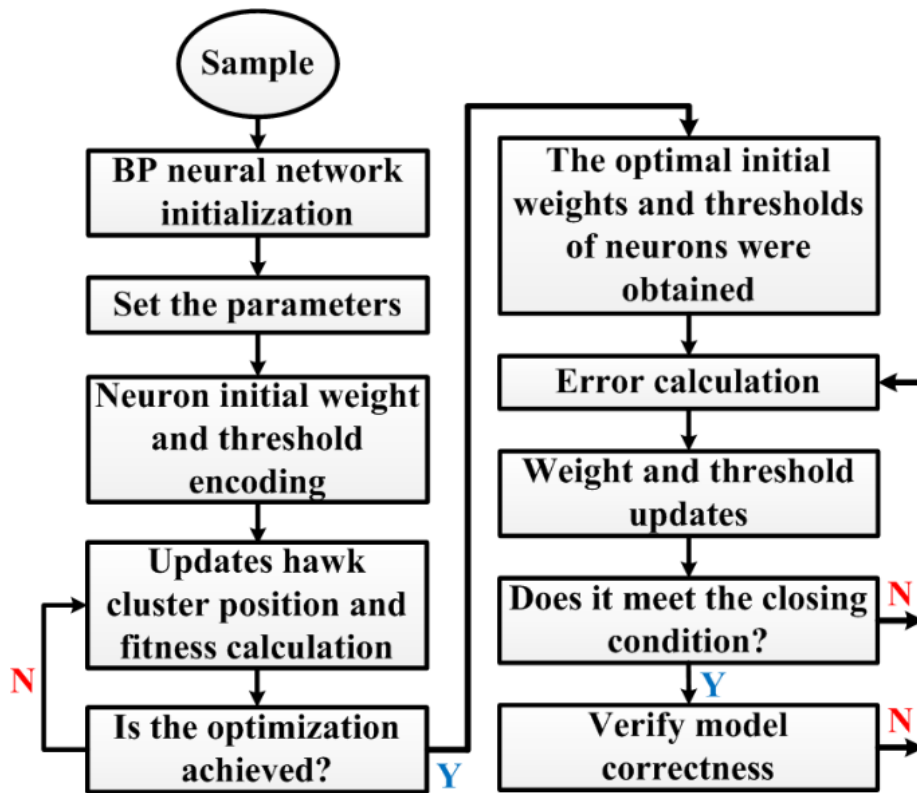 Sample
BP neural network
initialization
Set the parameters
Neuron initial weight
and threshold
encoding
Updates hawk
cluster position and
fitness calculation
N
Is the optimization
achieved?
Y
The optimal initial
weights and thresholds
of neurons were
obtained
Error calculation
Weight and threshold
updates
Does it meet the closing
condition?
N
Y
Verify model
correctness
N